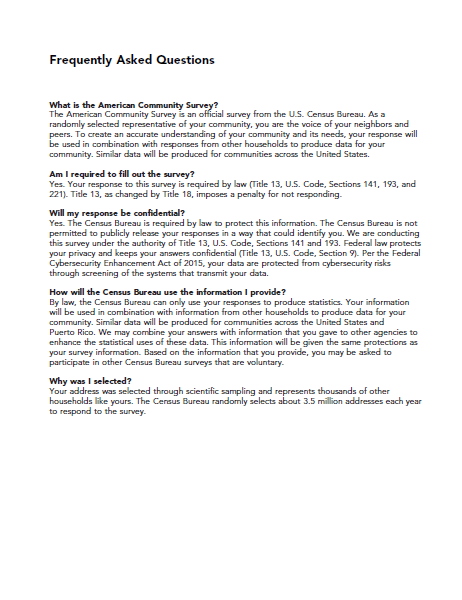 Frequently Asked Questions
What is the American Community Survey?
The American Community Survey is an official survey from the U.S. Census Bureau. As a
randomly selected representative of your community, you are the voice of your neighbors and
peers. To create an accurate understanding of your community and its needs, your response will
be used in combination with responses from other households to produce data for your
community. Similar data will be produced for communities across the United States.
Am I required to fill out the survey?
Yes. Your response to this survey is required by law (Title 13, U.S. Code, Sections 141, 193, and
221). Title 13, as changed by Title 18, imposes a penalty for not responding.
Will my response be confidential?
Yes. The Census Bureau is required by law to protect this information. The Census Bureau is not
permitted to publicly release your responses in a way that could identify you. We are conducting
this survey under the authority of Title 13, U.S. Code, Sections 141 and 193. Federal law protects
your privacy and keeps your answers confidential (Title 13, U.S. Code, Section 9). Per the Federal
Cybersecurity Enhancement Act of 2015, your data are protected from cybersecurity risks
through screening of the systems that transmit your data.
How will the Census Bureau use the information I provide?
By law, the Census Bureau can only use your responses to produce statistics. Your information
will be used in combination with information from other households to produce data for your
community. Similar data will be produced for communities across the United States and
Puerto Rico. We may combine your answers with information that you gave to other agencies to
enhance the statistical uses of these data. This information will be given the same protections as
your survey information. Based on the information that you provide, you may be asked to
participate in other Census Bureau surveys that are voluntary.
Why was I selected?
Your address was selected through scientific sampling and represents thousands of other
households like yours. The Census Bureau randomly selects about 3.5 million addresses each year
to respond to the survey.